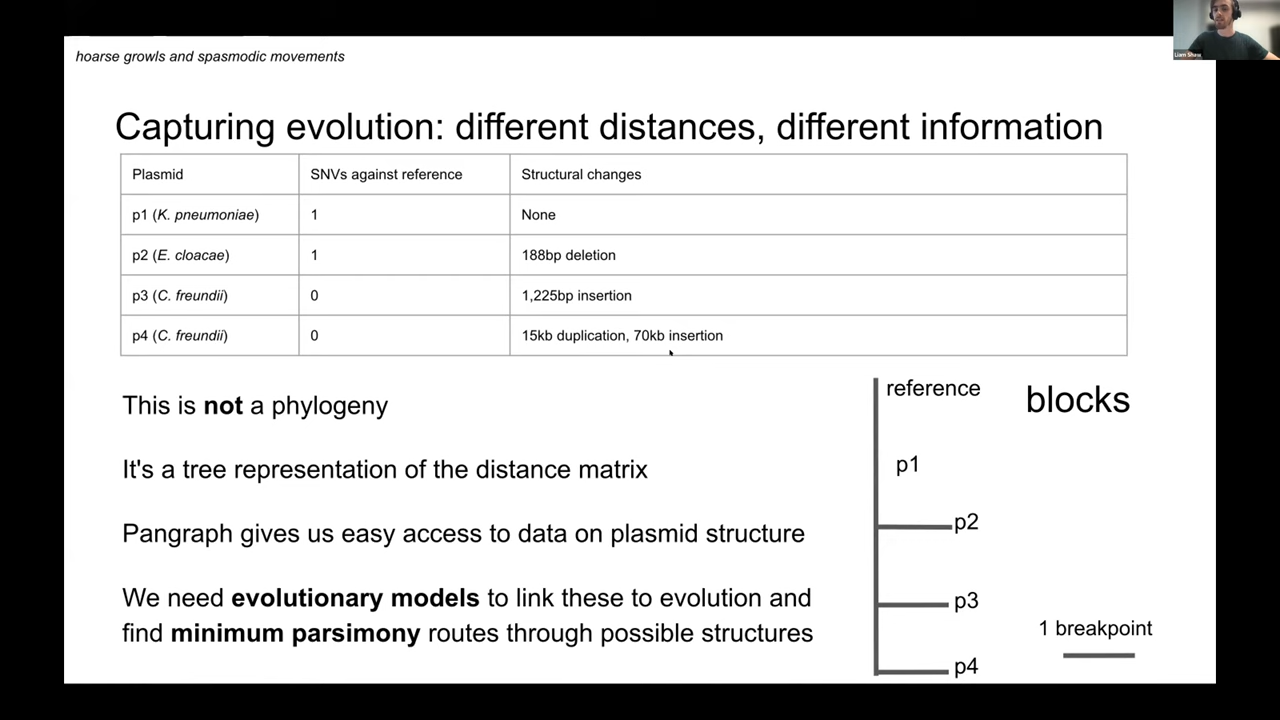 hoarse growls and spasmodic movements
Liam Shaw
Capturing evolution: different distances, different information
Plasmid SNVs against reference Structural changes
p1 (K. pneumoniae) 1 None
p2 (E. cloacae) 1 188bp deletion
p3 (C. freundii) 0 1,225bp insertion
p4 (C. freundii) 0 15kb duplication, 70kb insertion
This is not a phylogeny
It's a tree representation of the distance matrix
Pangraph gives us easy access to data on plasmid structure
We need evolutionary models to link these to evolution and
find minimum parsimony routes through possible structures
reference
blocks
p1
p2
p3
p4
1 breakpoint